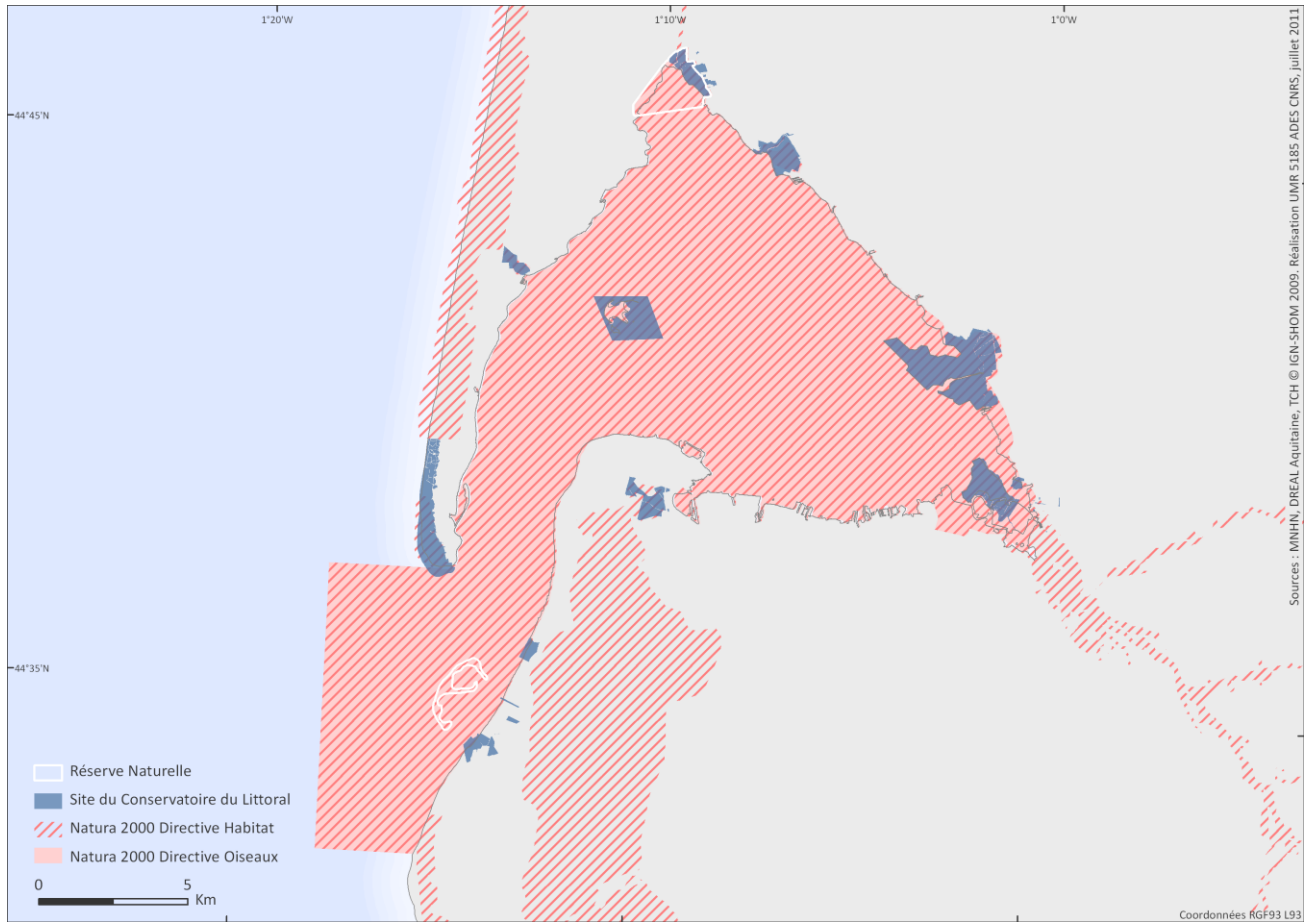 1°20'W
1°10'W
1°0'W
44°45'N
44°35'N
Sources : MNHN, DREAL Aquitaine, TCH © IGN-SHOM 2009. Réalisation UMR 5185 ADES CNRS, juillet 2011
Réserve Naturelle
Site du Conservatoire du Littoral
Natura 2000 Directive Habitat
Natura 2000 Directive Oiseaux
0 5
Km
Coordonnées RGF93 L93